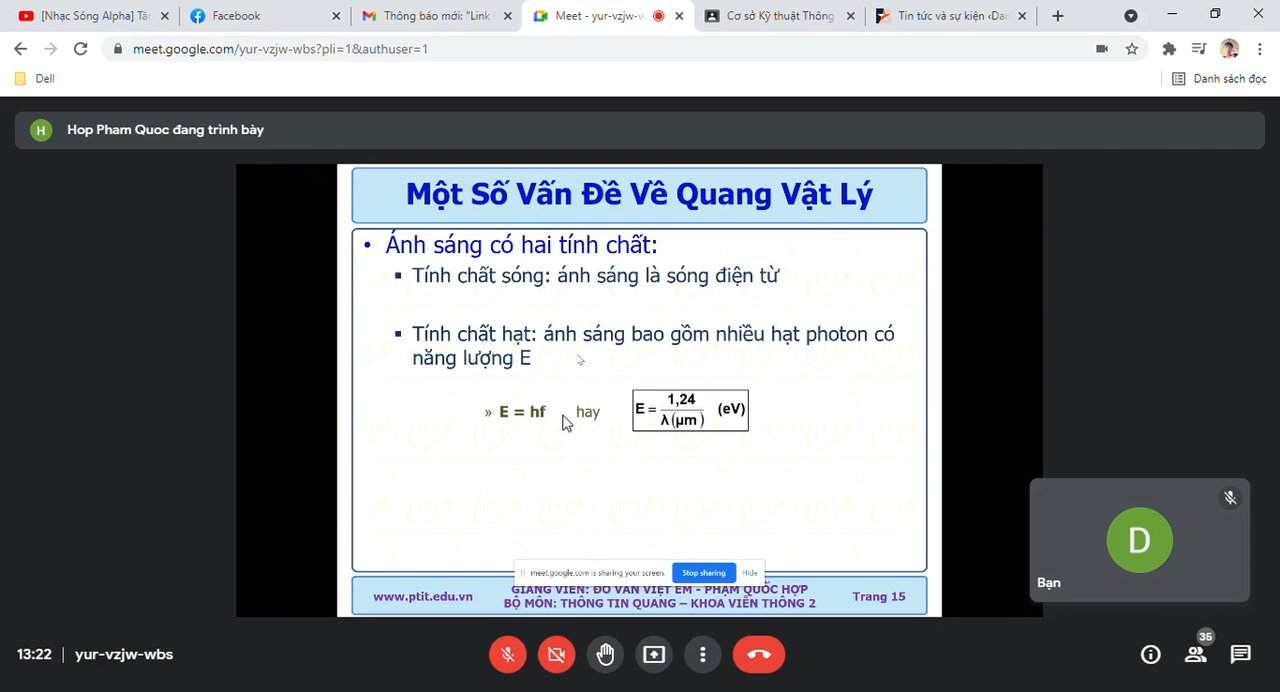 [Nhạc Sóng Alpha] Tăn
Facebook
Thông báo mới: "Link
Meet - yur-vzjw-w
Cơ sở Kỹ thuật Thông
Tin tức và sự kiện ‹Dan
meet.google.com/yur-vzjw-wbs?pli=1&authuser=1
Dell
Danh sách đọc
H
Hop Pham Quoc đang trình bày
Một Số Vấn Đề Về Quang Vật Lý
• Ánh sáng có hai tính chất:
▪ Tính chất sóng: ánh sáng là sóng điện từ
▪ Tính chất hạt: ánh sáng bao gồm nhiều hạt photon có
năng lượng E
» E = hf hay E = 1,24 / λ(μm) (eV)
meet.google.com is sharing your screen.
Stop sharing
Hide
www.ptit.edu.vn
GIẢNG VIÊN: ĐỖ VĂN VIỆT EM - PHẠM QUỐC HỢP
BỘ MÔN: THÔNG TIN QUANG – KHOA VIỄN THÔNG 2
Trang 15
D
Bạn
13:22 | yur-vzjw-wbs
35